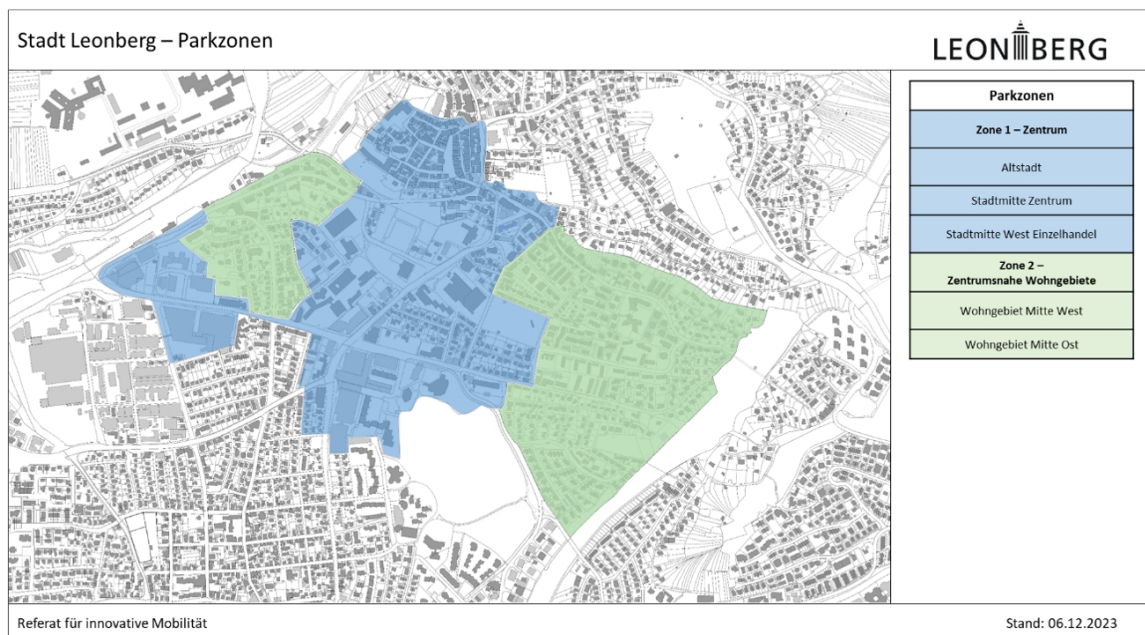 Stadt Leonberg – Parkzonen
LEONBERG
Parkzonen
Zone 1 – Zentrum
Altstadt
Stadtmitte Zentrum
Stadtmitte West Einzelhandel
Zone 2 –
Zentrumsnahe Wohngebiete
Wohngebiet Mitte West
Wohngebiet Mitte Ost
Referat für innovative Mobilität
Stand: 06.12.2023